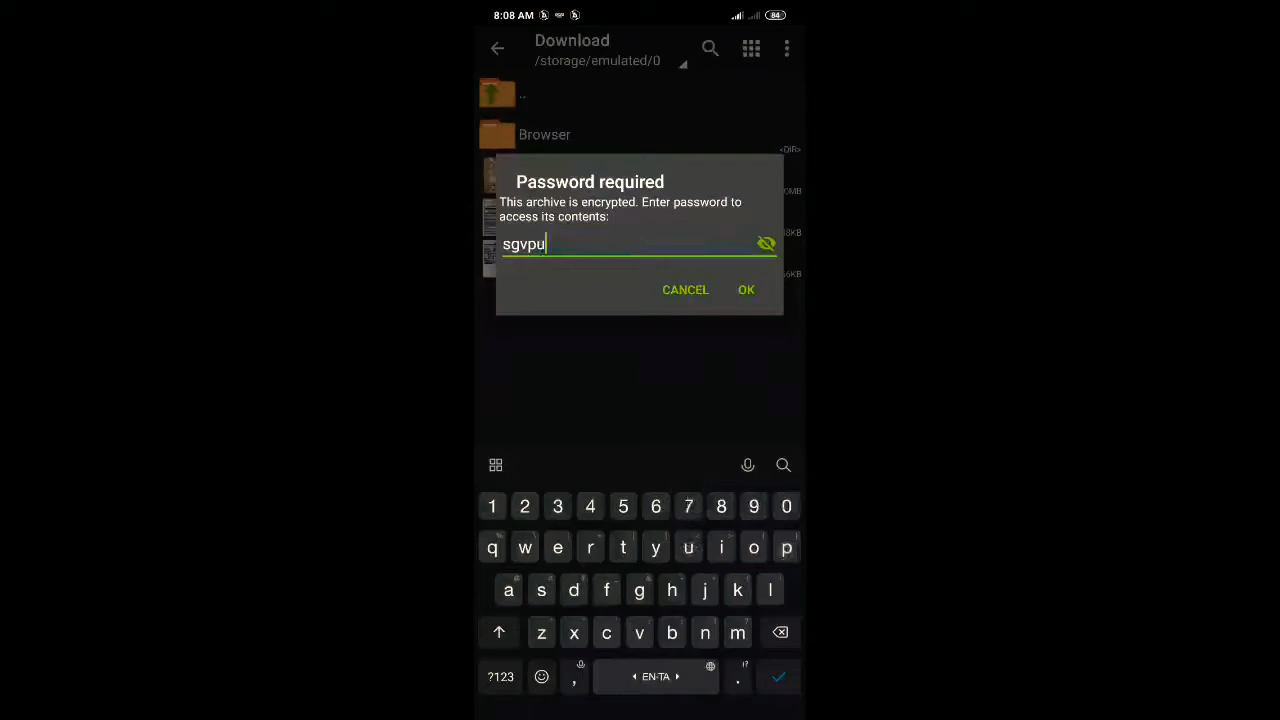 8:08 AM 84
Download
/storage/emulated/0
..
Browser
<DIR>
Password required
This archive is encrypted. Enter password to
access its contents:
sgvpu
CANCEL OK
1 2 3 4 5 6 7 8 9 0
q w e r t y u i o p
a s d f g h j k l
z x c v b n m
?123 , EN·TA .